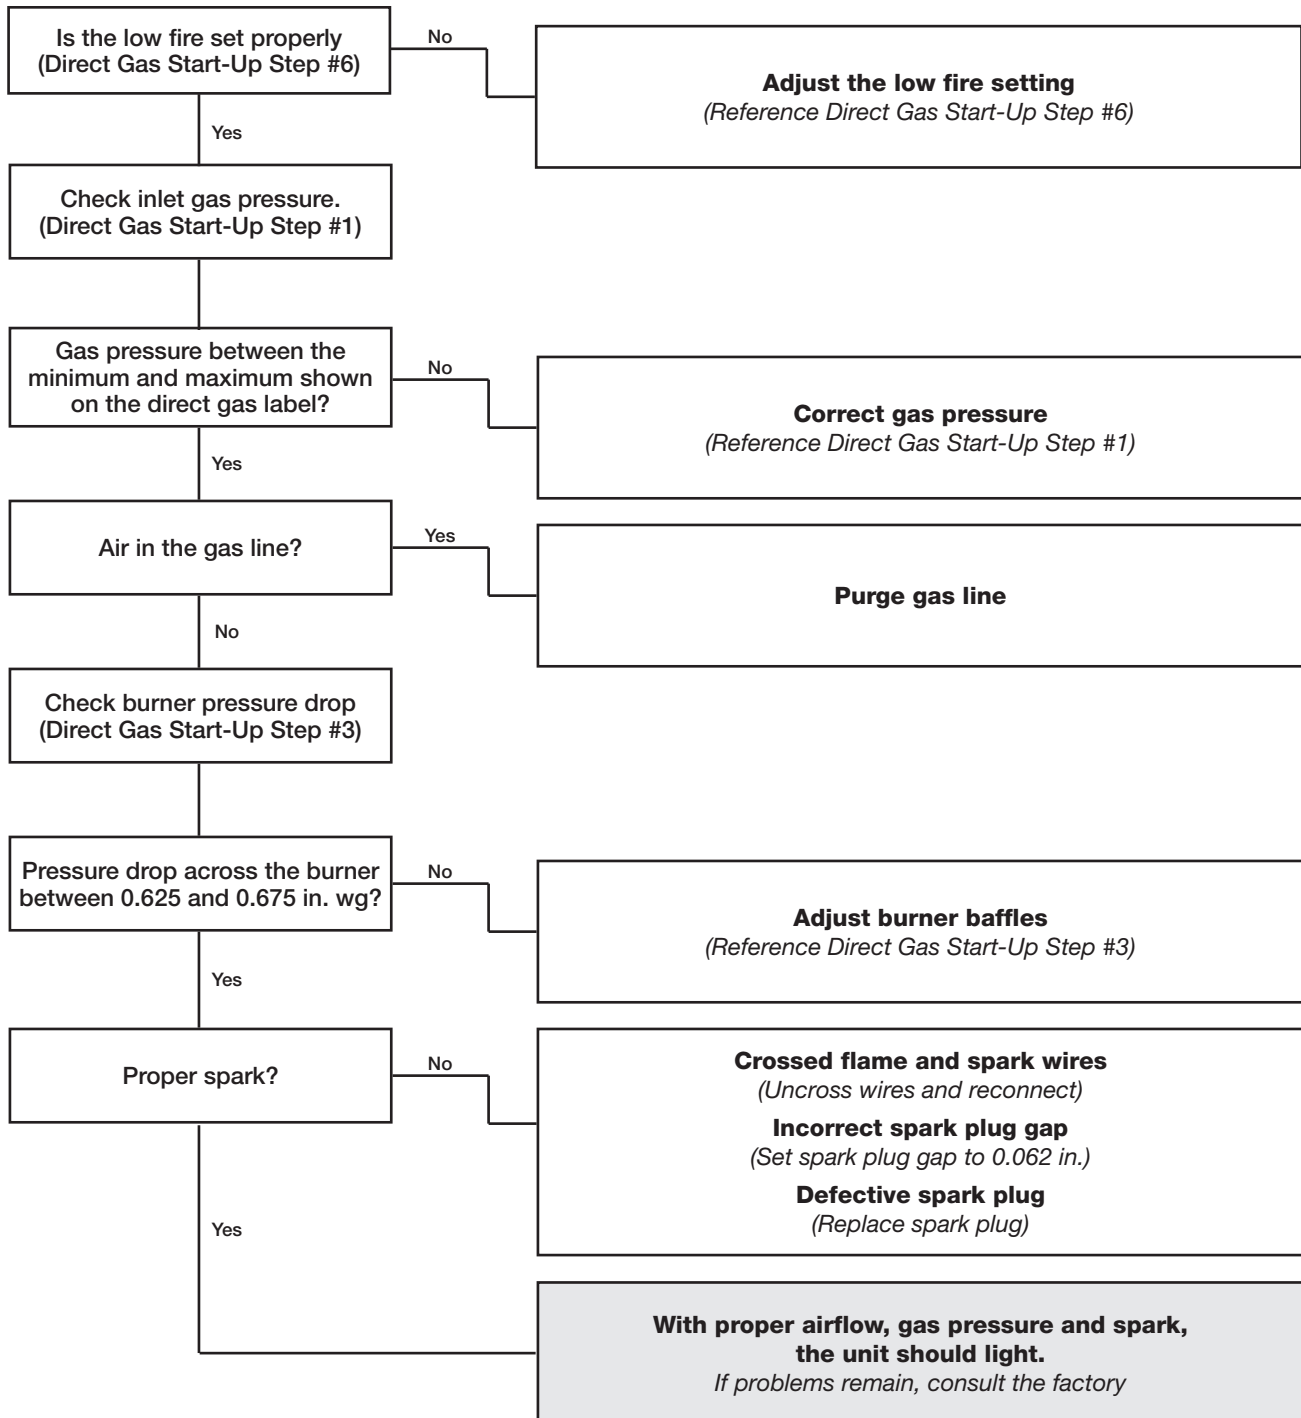 Is the low fire set properly
(Direct Gas Start-Up Step #6)
No
Adjust the low fire setting
(Reference Direct Gas Start-Up Step #6)
Yes
Check inlet gas pressure.
(Direct Gas Start-Up Step #1)
Gas pressure between the
minimum and maximum shown
on the direct gas label?
No
Correct gas pressure
(Reference Direct Gas Start-Up Step #1)
Yes
Air in the gas line?
Yes
Purge gas line
No
Check burner pressure drop
(Direct Gas Start-Up Step #3)
Pressure drop across the burner
between 0.625 and 0.675 in. wg?
No
Adjust burner baffles
(Reference Direct Gas Start-Up Step #3)
Yes
Proper spark?
No
Crossed flame and spark wires
(Uncross wires and reconnect)
Incorrect spark plug gap
(Set spark plug gap to 0.062 in.)
Defective spark plug
(Replace spark plug)
Yes
With proper airflow, gas pressure and spark,
the unit should light.
If problems remain, consult the factory